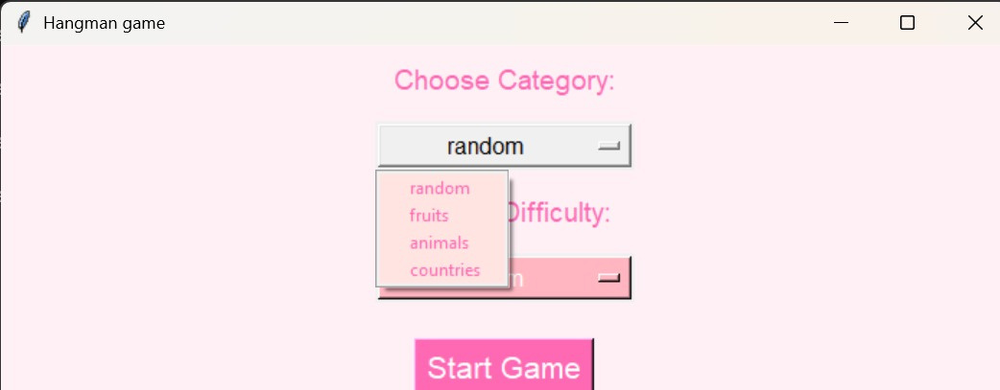 Hangman game
Choose Category:
random
random
fruits
Difficulty:
animals
countries
Start Game